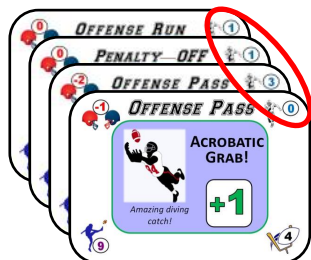 0 OFFENSE RUN 1
0 PENALTY—OFF 1
-2 OFFENSE PASS 3
-1 OFFENSE PASS 0
ACROBATIC
GRAB!
+1
Amazing diving
catch!
9 4